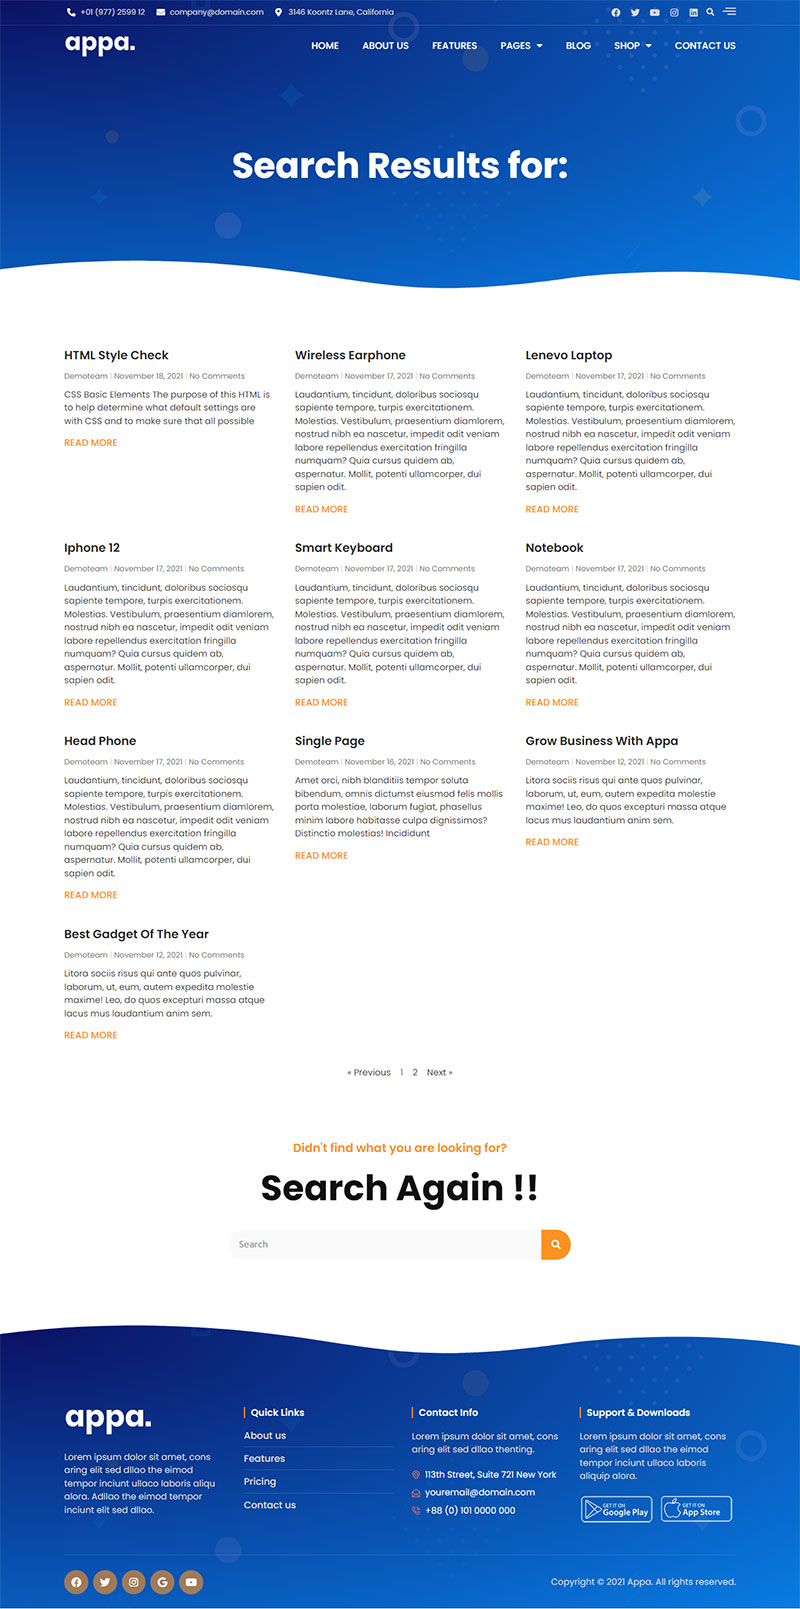 +01 (977) 2599 12 company@domain.com 3146 Koontz Lane, California
appa. HOME ABOUT US FEATURES PAGES BLOG SHOP CONTACT US
Search Results for:
HTML Style Check
Demoteam | November 18, 2021 | No Comments
CSS Basic Elements The purpose of this HTML is
to help determine what default settings are
with CSS and to make sure that all possible
READ MORE
Wireless Earphone
Demoteam | November 17, 2021 | No Comments
Laudantium, tincidunt, doloribus sociosqu
sapiente tempore, turpis exercitationem.
Molestias. Vestibulum, praesentium diamlorem,
nostrud nibh ea nascetur, impedit odit veniam
labore repellendus exercitation fringilla
numquam? Quia cursus quidem ab,
aspernatur. Mollit, potenti ullamcorper, dui
sapien odit.
READ MORE
Lenevo Laptop
Demoteam | November 17, 2021 | No Comments
Laudantium, tincidunt, doloribus sociosqu
sapiente tempore, turpis exercitationem.
Molestias. Vestibulum, praesentium diamlorem,
nostrud nibh ea nascetur, impedit odit veniam
labore repellendus exercitation fringilla
numquam? Quia cursus quidem ab,
aspernatur. Mollit, potenti ullamcorper, dui
sapien odit.
READ MORE
Iphone 12
Demoteam | November 17, 2021 | No Comments
Laudantium, tincidunt, doloribus sociosqu
sapiente tempore, turpis exercitationem.
Molestias. Vestibulum, praesentium diamlorem,
nostrud nibh ea nascetur, impedit odit veniam
labore repellendus exercitation fringilla
numquam? Quia cursus quidem ab,
aspernatur. Mollit, potenti ullamcorper, dui
sapien odit.
READ MORE
Smart Keyboard
Demoteam | November 17, 2021 | No Comments
Laudantium, tincidunt, doloribus sociosqu
sapiente tempore, turpis exercitationem.
Molestias. Vestibulum, praesentium diamlorem,
nostrud nibh ea nascetur, impedit odit veniam
labore repellendus exercitation fringilla
numquam? Quia cursus quidem ab,
aspernatur. Mollit, potenti ullamcorper, dui
sapien odit.
READ MORE
Notebook
Demoteam | November 17, 2021 | No Comments
Laudantium, tincidunt, doloribus sociosqu
sapiente tempore, turpis exercitationem.
Molestias. Vestibulum, praesentium diamlorem,
nostrud nibh ea nascetur, impedit odit veniam
labore repellendus exercitation fringilla
numquam? Quia cursus quidem ab,
aspernatur. Mollit, potenti ullamcorper, dui
sapien odit.
READ MORE
Head Phone
Demoteam | November 17, 2021 | No Comments
Laudantium, tincidunt, doloribus sociosqu
sapiente tempore, turpis exercitationem.
Molestias. Vestibulum, praesentium diamlorem,
nostrud nibh ea nascetur, impedit odit veniam
labore repellendus exercitation fringilla
numquam? Quia cursus quidem ab,
aspernatur. Mollit, potenti ullamcorper, dui
sapien odit.
READ MORE
Single Page
Demoteam | November 16, 2021 | No Comments
Amet orci, nibh blanditiis tempor soluta
bibendum, omnis dictumst eiusmod felis mollis
porta molestiae, laborum fugiat, phasellus
minim labore habitasse culpa dignissimos?
Distinctio molestias! Incididunt
READ MORE
Grow Business With Appa
Demoteam | November 12, 2021 | No Comments
Litora sociis risus qui ante quos pulvinar,
laborum, ut, eum, autem expedita molestie
maxime! Leo, do quos excepturi massa atque
lacus mus laudantium anim sem.
READ MORE
Best Gadget Of The Year
Demoteam | November 12, 2021 | No Comments
Litora sociis risus qui ante quos pulvinar,
laborum, ut, eum, autem expedita molestie
maxime! Leo, do quos excepturi massa atque
lacus mus laudantium anim sem.
READ MORE
« Previous 1 2 Next »
Didn't find what you are looking for?
Search Again !!
Search
appa.
Lorem ipsum dolor sit amet, cons
aring elit sed dllao the eimod
tempor inciunt ullaco laboris aliqu
alora. Adllao the eimod tempor
inciunt elit sed dllao.
Quick Links
About us
Features
Pricing
Contact us
Contact Info
Lorem ipsum dolor sit amet, cons
aring elit sed dllao thenting.
113th Street, Suite 721 New York
youremail@domain.com
+88 (0) 101 0000 000
Support & Downloads
Lorem ipsum dolor sit amet, cons
aring elit sed dllao the eimod
tempor inciunt ullaco laboris
aliquip alora.
GET IT ON
Google Play
GET IT ON
App Store
Copyright © 2021 Appa. All rights reserved.